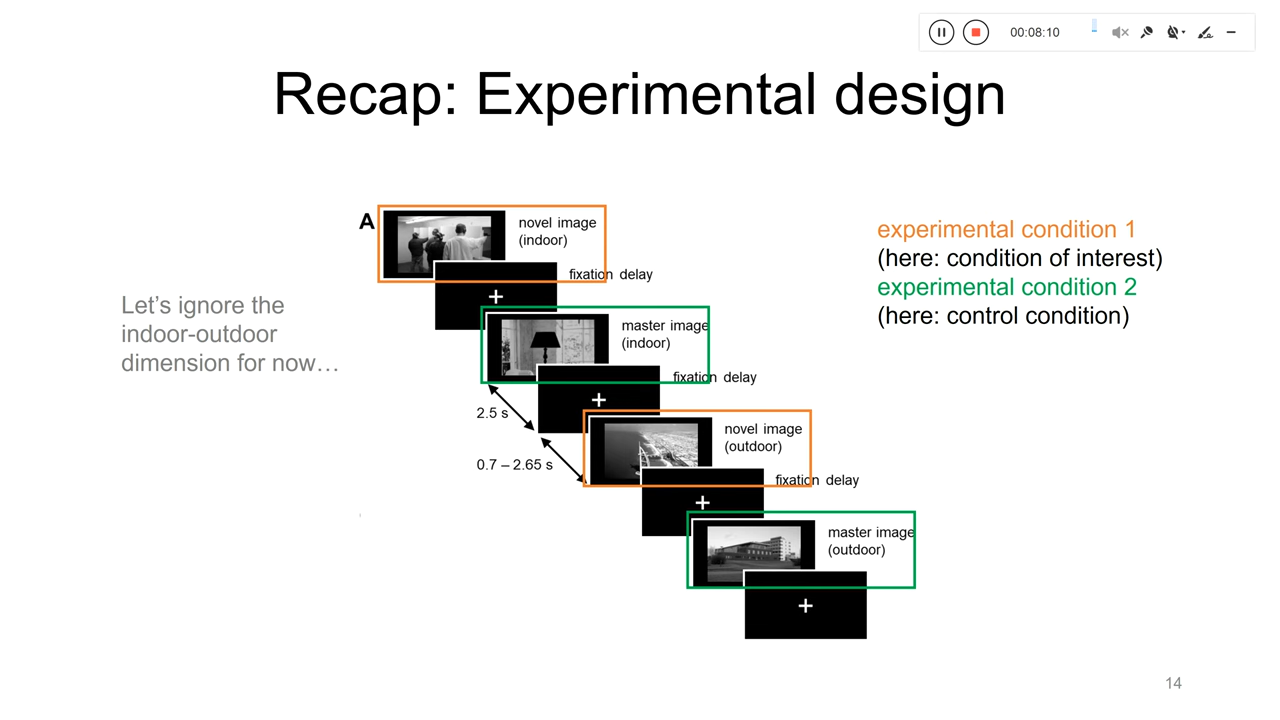 00:08:10
Recap: Experimental design
A
novel image
(indoor)
fixation delay
master image
(indoor)
fixation delay
2.5 s
novel image
(outdoor)
0.7 – 2.65 s
fixation delay
master image
(outdoor)
Let’s ignore the
indoor-outdoor
dimension for now…
experimental condition 1
(here: condition of interest)
experimental condition 2
(here: control condition)
14